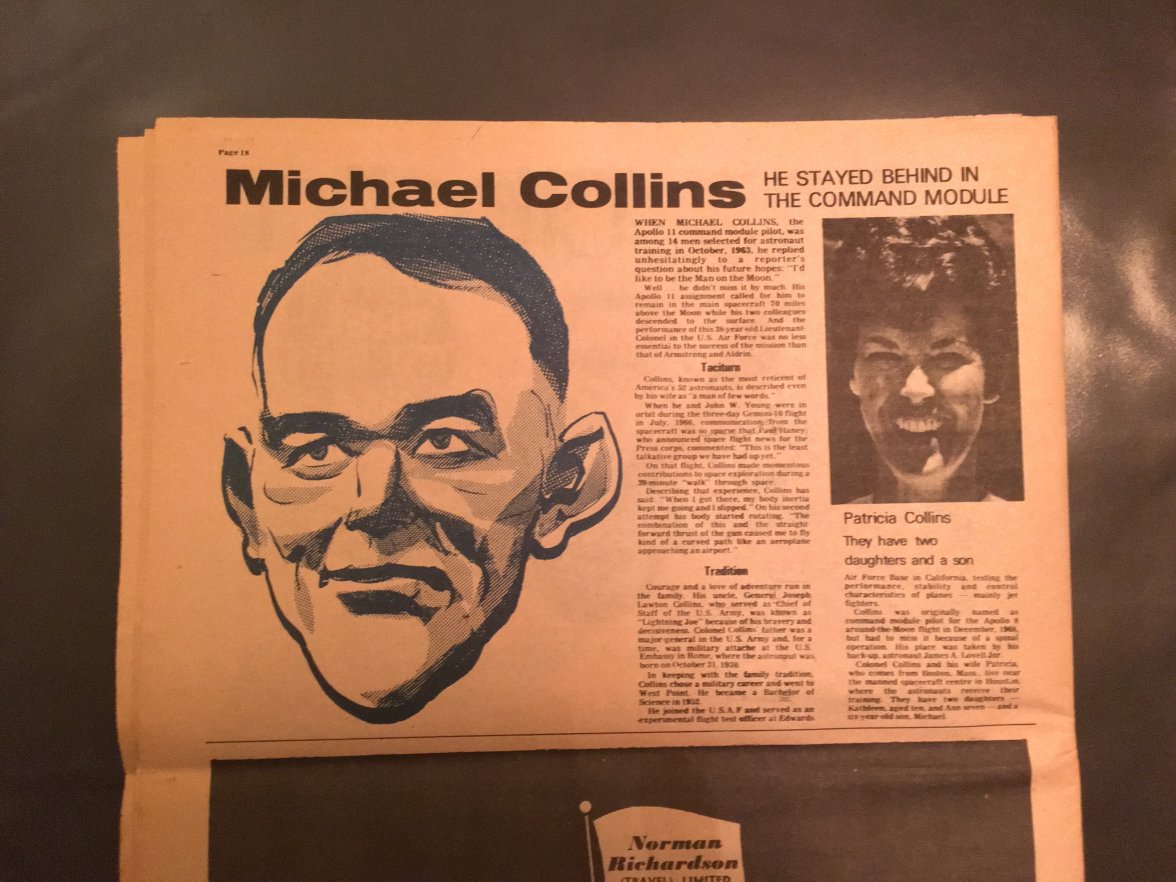 Page 18
Michael Collins
HE STAYED BEHIND IN
THE COMMAND MODULE
WHEN MICHAEL COLLINS, the
Apollo 11 command module pilot, was
among 14 men selected for astronaut
training in October, 1963, he replied
unhesitatingly to a reporter's
question about his future hopes: "I'd
like to be the Man on the Moon."
Well . . . he didn't miss it by much. His
Apollo 11 assignment called for him to
remain in the main spacecraft 70 miles
above the Moon while his two colleagues
descended to the surface. And the
performance of this 38-year-old Lieutenant-
Colonel in the U.S. Air Force was no less
essential to the success of the mission than
that of Armstrong and Aldrin.
Taciturn
Collins, known as the most reticent of
America's 52 astronauts, is described even
by his wife as "a man of few words."
When he and John W. Young were in
orbit during the three-day Gemini-10 flight
in July, 1966, communication from the
spacecraft was so sparse that Paul Haney,
who announced space flight news for the
Press corps, commented: "This is the least
talkative group we have had up yet."
On that flight, Collins made momentous
contributions to space exploration during a
39-minute "walk" through space.
Describing that experience, Collins has
said: "When I got there, my body inertia
kept me going and I slipped." On his second
attempt his body started rotating. "The
combination of this and the straight-
forward thrust of the gun caused me to fly
kind of a curved path like an aeroplane
approaching an airport."
Tradition
Courage and a love of adventure run in
the family. His uncle, General Joseph
Lawton Collins, who served as Chief of
Staff of the U.S. Army, was known as
"Lightning Joe" because of his bravery and
decisiveness. Colonel Collins' father was a
major-general in the U.S. Army and, for a
time, was military attache at the U.S.
Embassy in Rome, where the astronaut was
born on October 31, 1930.
In keeping with the family tradition,
Collins chose a military career and went to
West Point. He became a Bachelor of
Science in 1952.
He joined the U.S.A.F and served as an
experimental flight test officer at Edwards
Patricia Collins
They have two
daughters and a son
Air Force Base in California, testing the
performance, stability and control
characteristics of planes — mainly jet
fighters.
Collins was originally named as
command module pilot for the Apollo 8
around-the-Moon flight in December, 1968,
but had to miss it because of a spinal
operation. His place was taken by his
back-up, astronaut James A. Lovell Jnr.
Colonel Collins and his wife Patricia,
who comes from Boston, Mass., live near
the manned spacecraft centre in Houston,
where the astronauts receive their
training. They have two daughters —
Kathleen, aged ten, and Ann seven — and a
six-year-old son, Michael.
Norman
Richardson
(TRAVEL) LIMITED